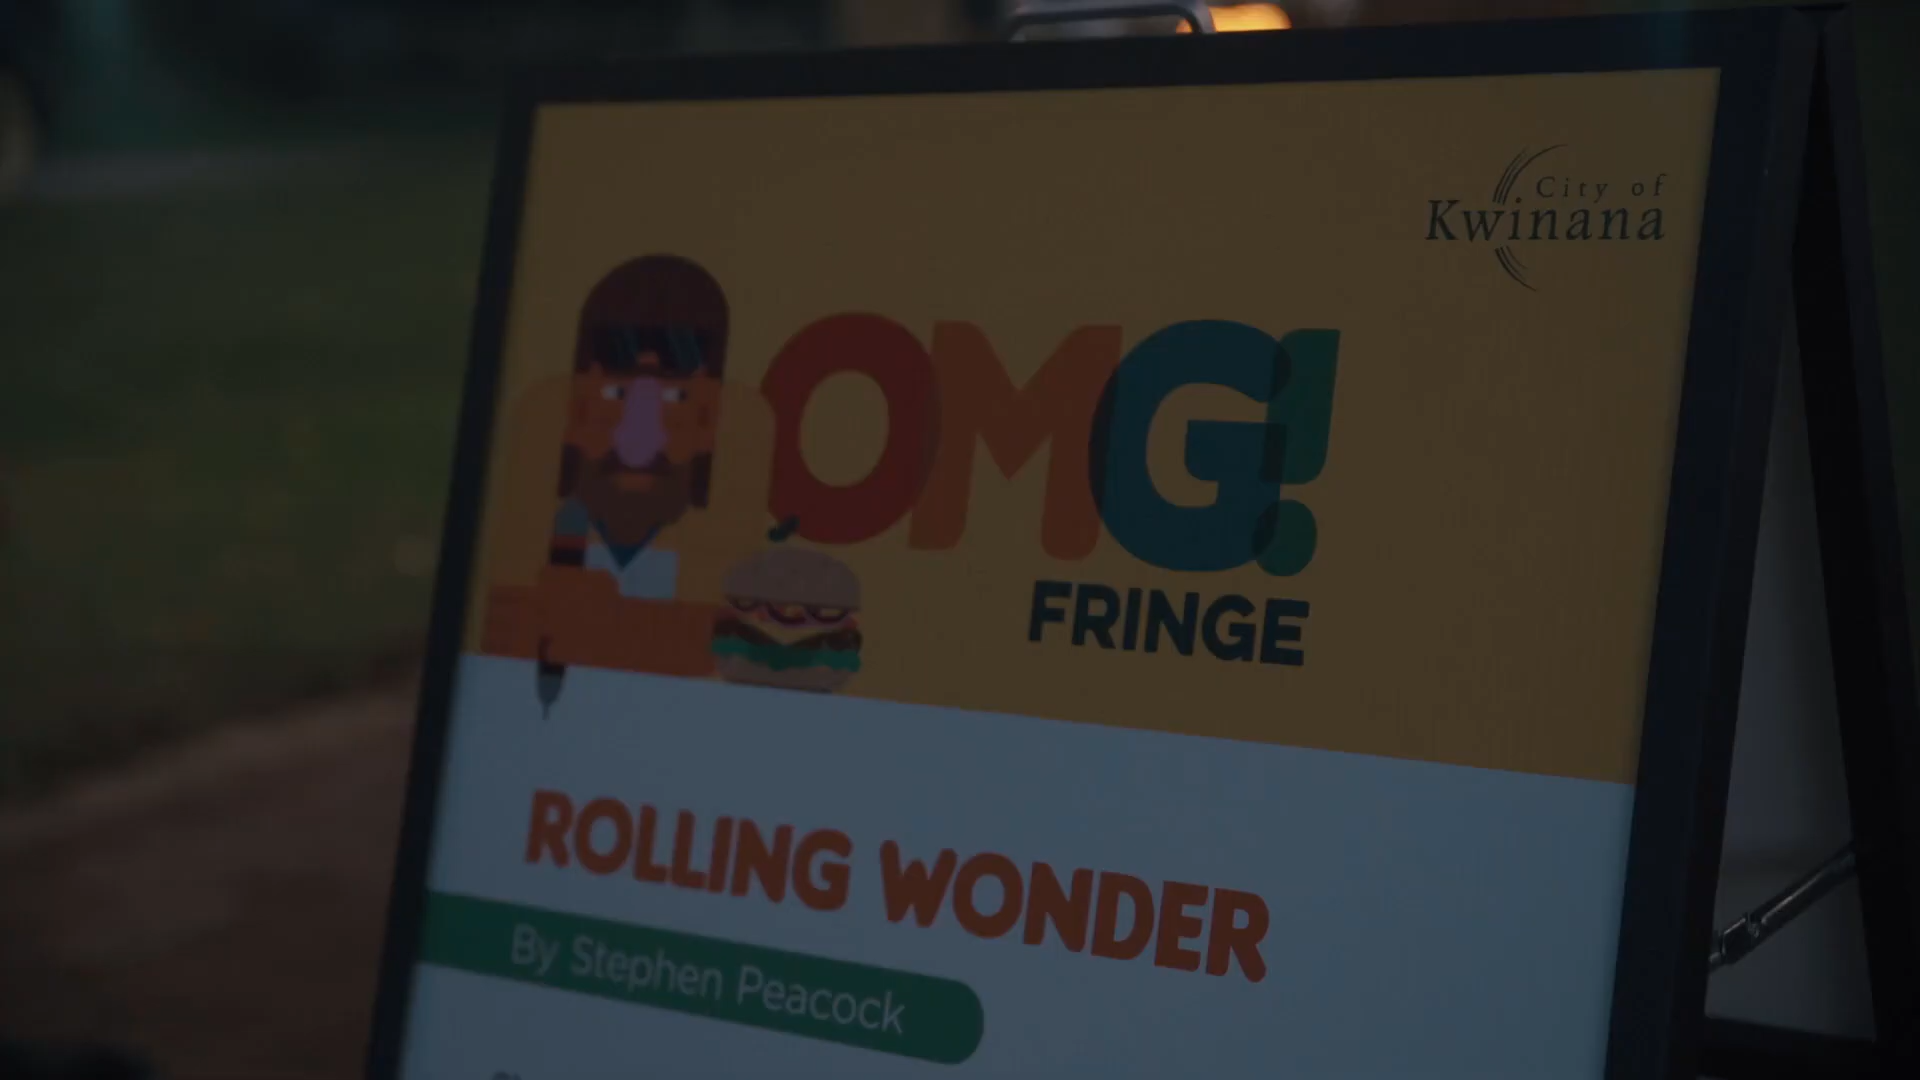 City of
Kwinana
OMG!
FRINGE
ROLLING WONDER
By Stephen Peacock